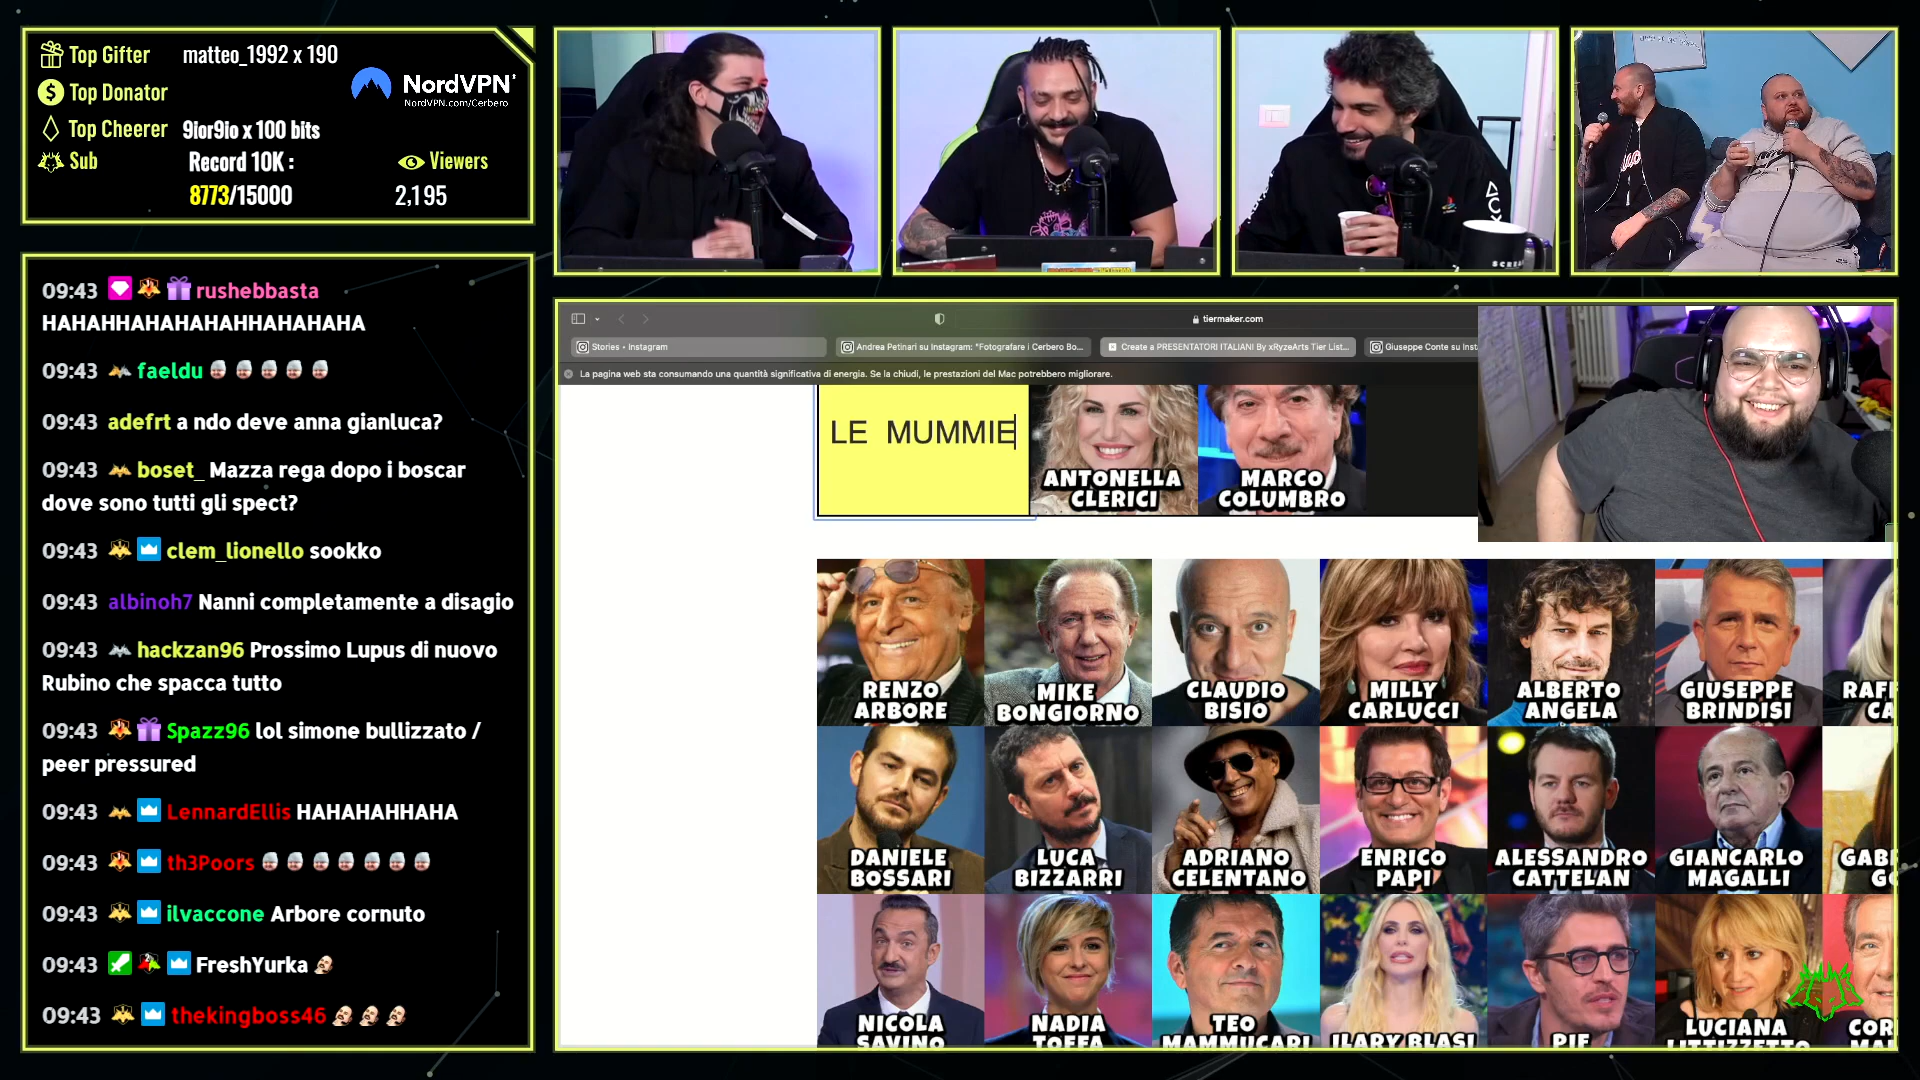 Top Gifter matteo_1992 x 190
Top Donator
NordVPN
NordVPN.com/Cerbero
Top Cheerer 9lor9lo x 100 bits
Sub Record 10K : Viewers
8773/15000 2,195
09:43 rushebbasta
HAHAHHAHAHAHAHHAHAHAHA
09:43 faeldu
09:43 adefrt a ndo deve anna gianluca?
09:43 boset_ Mazza rega dopo i boscar
dove sono tutti gli spect?
09:43 clem_lionello sookko
09:43 albinoh7 Nanni completamente a disagio
09:43 hackzan96 Prossimo Lupus di nuovo
Rubino che spacca tutto
09:43 Spazz96 lol simone bullizzato /
peer pressured
09:43 LennardEllis HAHAHAHHAHA
09:43 th3Poors
09:43 ilvaccone Arbore cornuto
09:43 FreshYurka
09:43 thekingboss46
tiermaker.com
Stories • Instagram
Andrea Petinari su Instagram: "Fotografare i Cerbero Bo...
Create a PRESENTATORI ITALIANI By xRyzeArts Tier List...
Giuseppe Conte su Inst
La pagina web sta consumando una quantità significativa di energia. Se la chiudi, le prestazioni del Mac potrebbero migliorare.
LE MUMMIE
ANTONELLA
CLERICI
MARCO
COLUMBRO
RENZO
ARBORE
MIKE
BONGIORNO
CLAUDIO
BISIO
MILLY
CARLUCCI
ALBERTO
ANGELA
GIUSEPPE
BRINDISI
RAFF
CA
DANIELE
BOSSARI
LUCA
BIZZARRI
ADRIANO
CELENTANO
ENRICO
PAPI
ALESSANDRO
CATTELAN
GIANCARLO
MAGALLI
GAB
NICOLA
SAVINO
NADIA
TOFFA
TEO
MAMMUCARI
ILARY BLASI
PIF
LUCIANA
LITTIZZETTO
COR